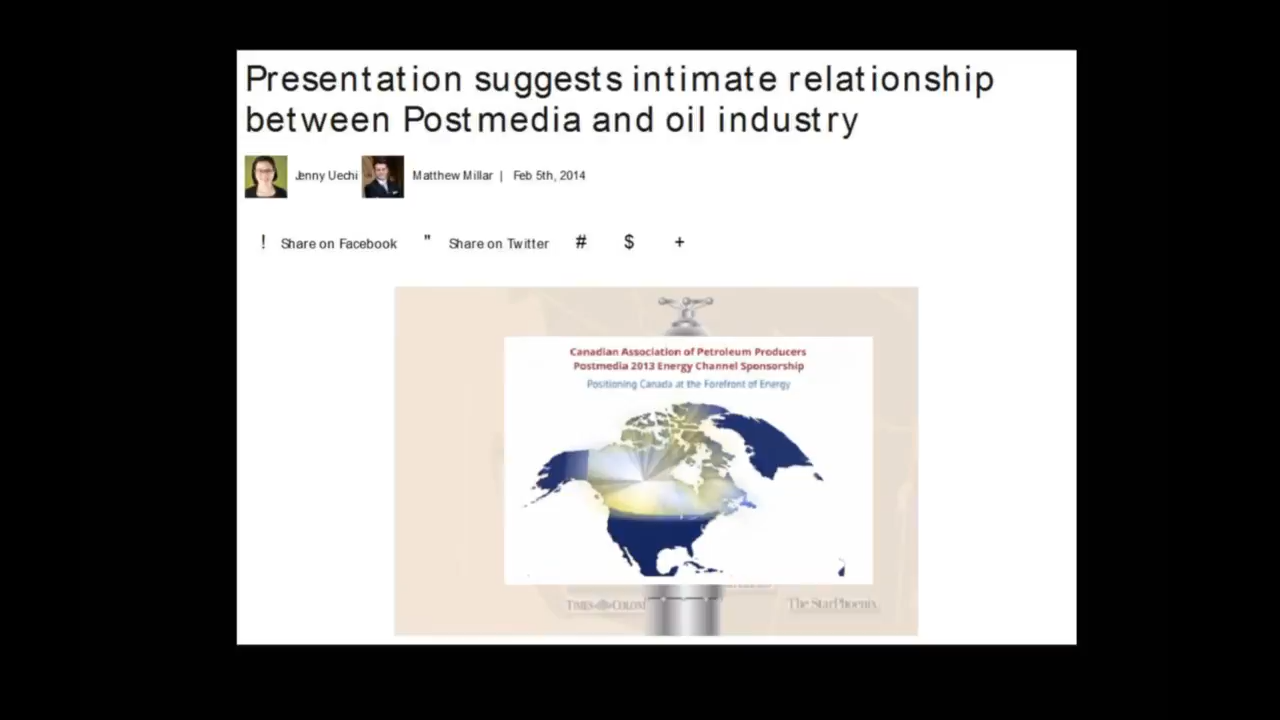 Presentation suggests intimate relationship
between Postmedia and oil industry
Jenny Uechi Matthew Millar | Feb 5th, 2014
! Share on Facebook " Share on Twitter # $ +
Canadian Association of Petroleum Producers
Postmedia 2013 Energy Channel Sponsorship
Positioning Canada at the Forefront of Energy
The StarPhoenix